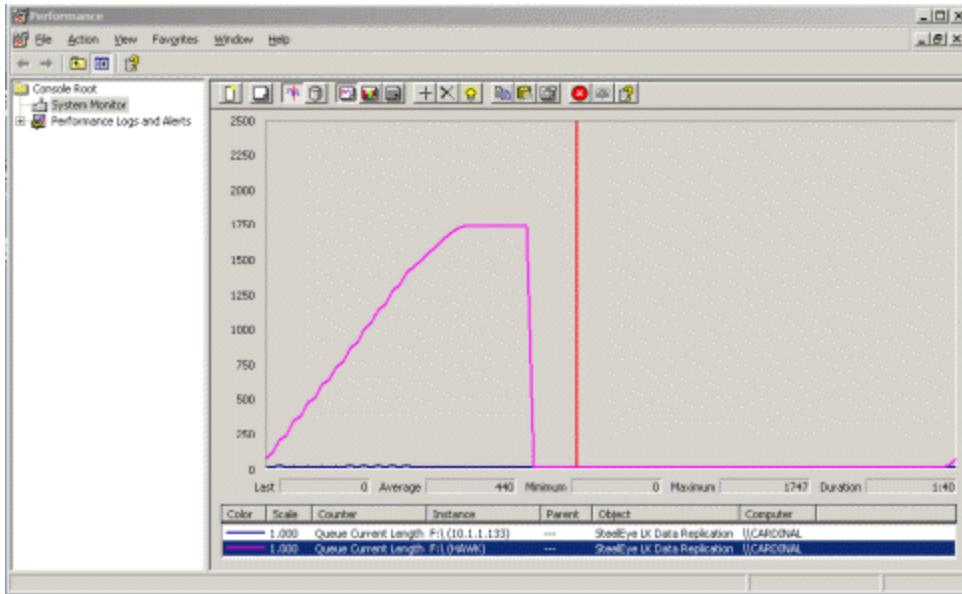 Performance
File Action View Favorites Window Help
Console Root
System Monitor
Performance Logs and Alerts
2500
2250
2000
1750
1500
1250
1000
750
500
250
0
Last 0 Average 440 Minimum 0 Maximum 1747 Duration 1:40
Color Scale Counter Instance Parent Object Computer
1.000 Queue Current Length F:\,(10.1.1.133) --- SteelEye LK Data Replication \\CARDINAL
1.000 Queue Current Length F:\,(HAWK) --- SteelEye LK Data Replication \\CARDINAL